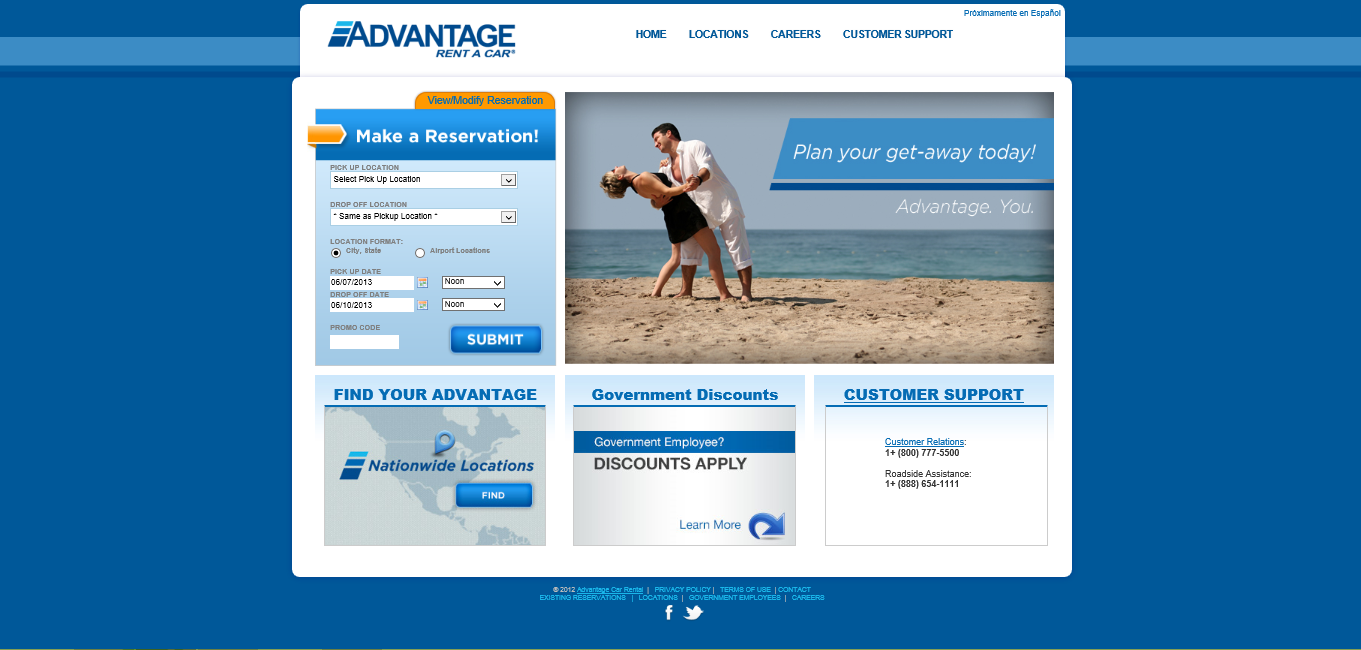 Próximamente en Español
ADVANTAGE
RENT A CAR®
HOME LOCATIONS CAREERS CUSTOMER SUPPORT
View/Modify Reservation
Make a Reservation!
PICK UP LOCATION
Select Pick Up Location
DROP OFF LOCATION
* Same as Pickup Location *
LOCATION FORMAT:
City, State Airport Locations
PICK UP DATE
06/07/2013 Noon
DROP OFF DATE
06/10/2013 Noon
PROMO CODE
SUBMIT
Plan your get-away today!
Advantage. You.
FIND YOUR ADVANTAGE
Nationwide Locations
FIND
Government Discounts
Government Employee?
DISCOUNTS APPLY
Learn More
CUSTOMER SUPPORT
Customer Relations:
1+ (800) 777-5500
Roadside Assistance:
1+ (888) 654-1111
© 2012 Advantage Car Rental | PRIVACY POLICY | TERMS OF USE | CONTACT
EXISTING RESERVATIONS | LOCATIONS | GOVERNMENT EMPLOYEES | CAREERS